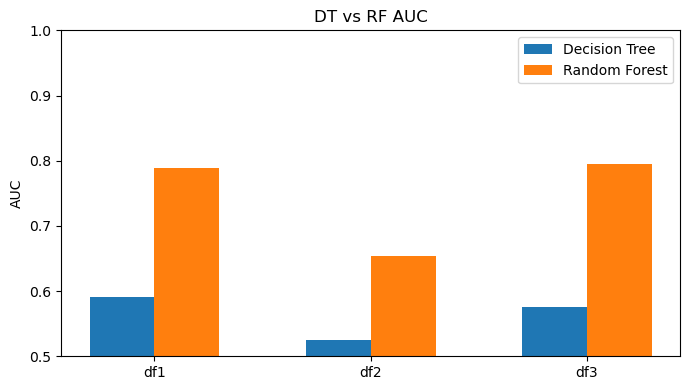 DT vs RF AUC
Decision Tree
Random Forest
AUC
1.0
0.9
0.8
0.7
0.6
0.5
df1
df2
df3